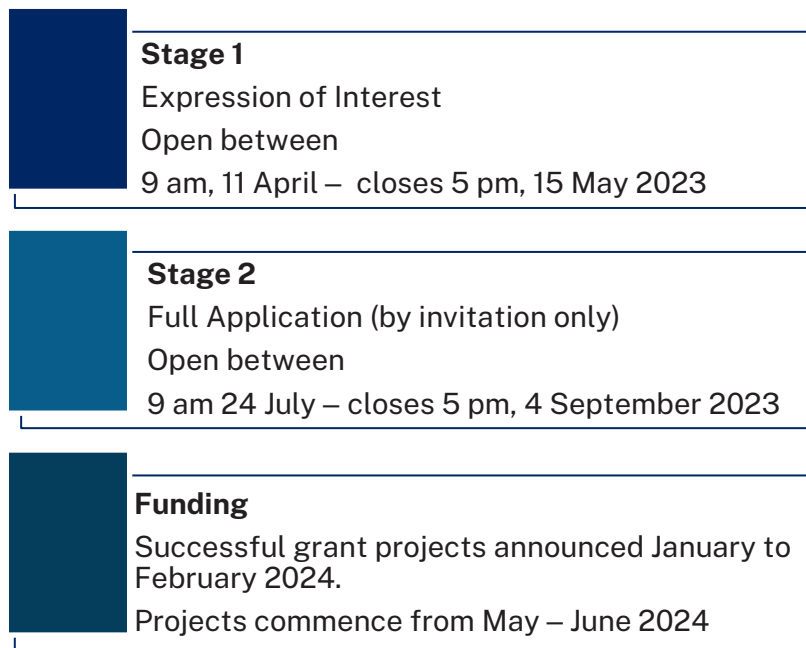 Stage 1
Expression of Interest
Open between
9 am, 11 April – closes 5 pm, 15 May 2023
Stage 2
Full Application (by invitation only)
Open between
9 am 24 July – closes 5 pm, 4 September 2023
Funding
Successful grant projects announced January to
February 2024.
Projects commence from May – June 2024